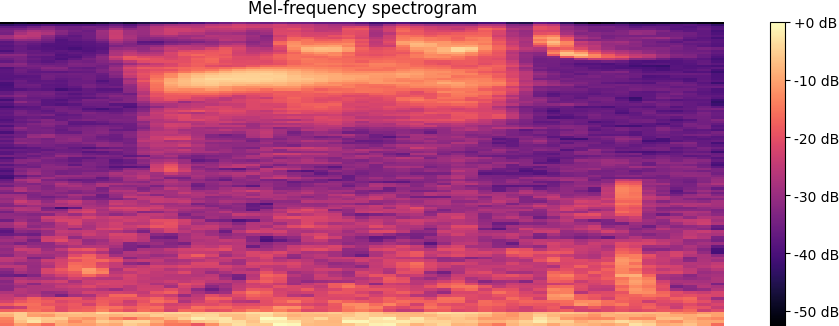 Mel-frequency spectrogram
+0 dB
-10 dB
-20 dB
-30 dB
-40 dB
-50 dB